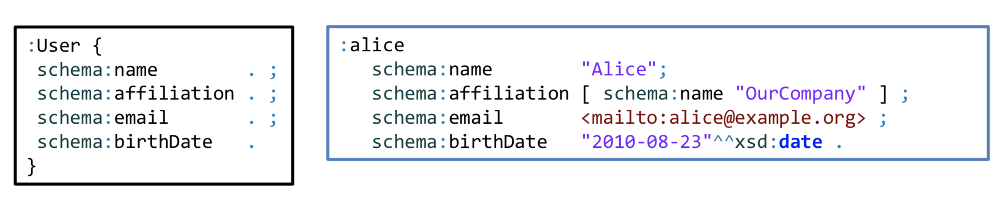 :User {
schema:name . ;
schema:affiliation . ;
schema:email . ;
schema:birthDate .
}
:alice
schema:name "Alice";
schema:affiliation [ schema:name "OurCompany" ] ;
schema:email <mailto:alice@example.org> ;
schema:birthDate "2010-08-23"^^xsd:date .